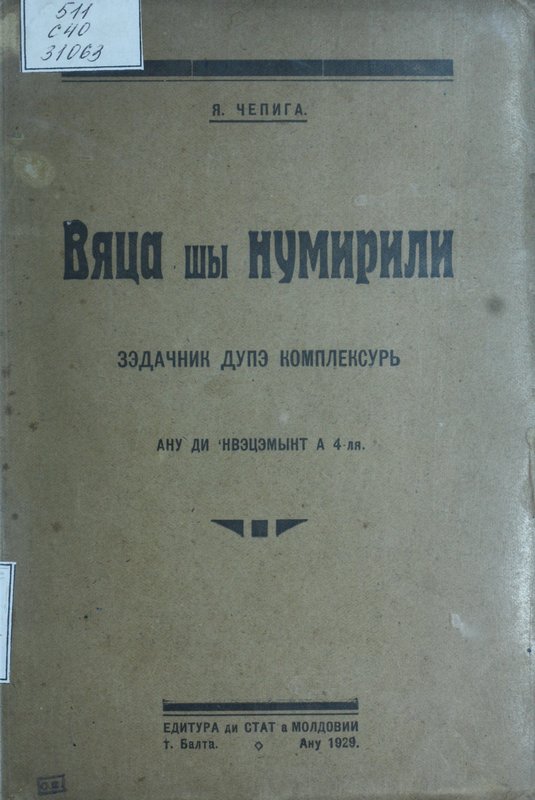 511
С40
31063
Я. ЧЕПИГА.
Вяца шы нумирили
ЗЭДАЧНИК ДУПЭ КОМПЛЕКСУРЬ
АНУ ДИ 'НВЭЦЭМЫНТ А 4-ля.
ЕДИТУРА ди СТАТ а МОЛДОВИИ
т. Балта. Ану 1929.